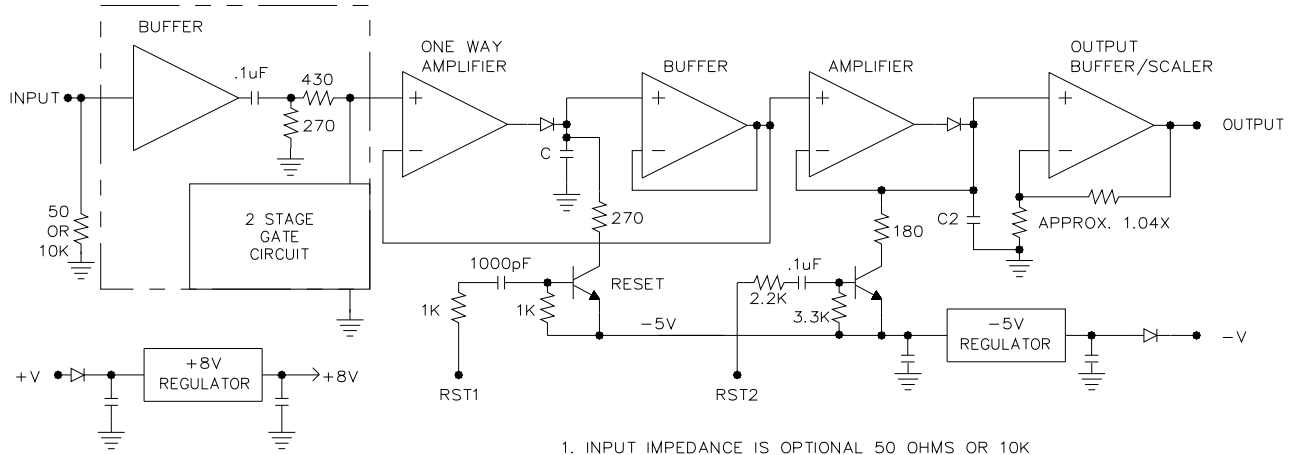 BUFFER
ONE WAY
AMPLIFIER
BUFFER
AMPLIFIER
OUTPUT
BUFFER/SCALER
.1uF
430
INPUT
270
+
−
C
+
−
+
−
+
−
OUTPUT
50
OR
10K
2 STAGE
GATE
CIRCUIT
270
180
C2
APPROX. 1.04X
1000pF
RESET
1K
1K
.1uF
2.2K
3.3K
−5V
−5V
REGULATOR
−V
+V
+8V
REGULATOR
+8V
RST1
RST2
1. INPUT IMPEDANCE IS OPTIONAL 50 OHMS OR 10K